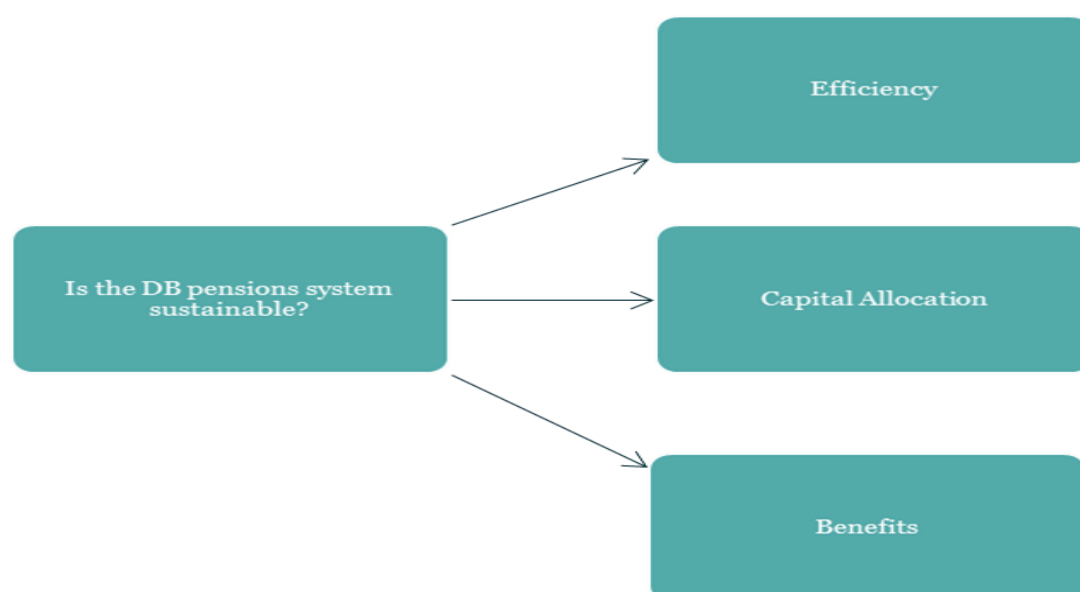 Efficiency
Is the DB pensions system
sustainable?
Capital Allocation
Benefits